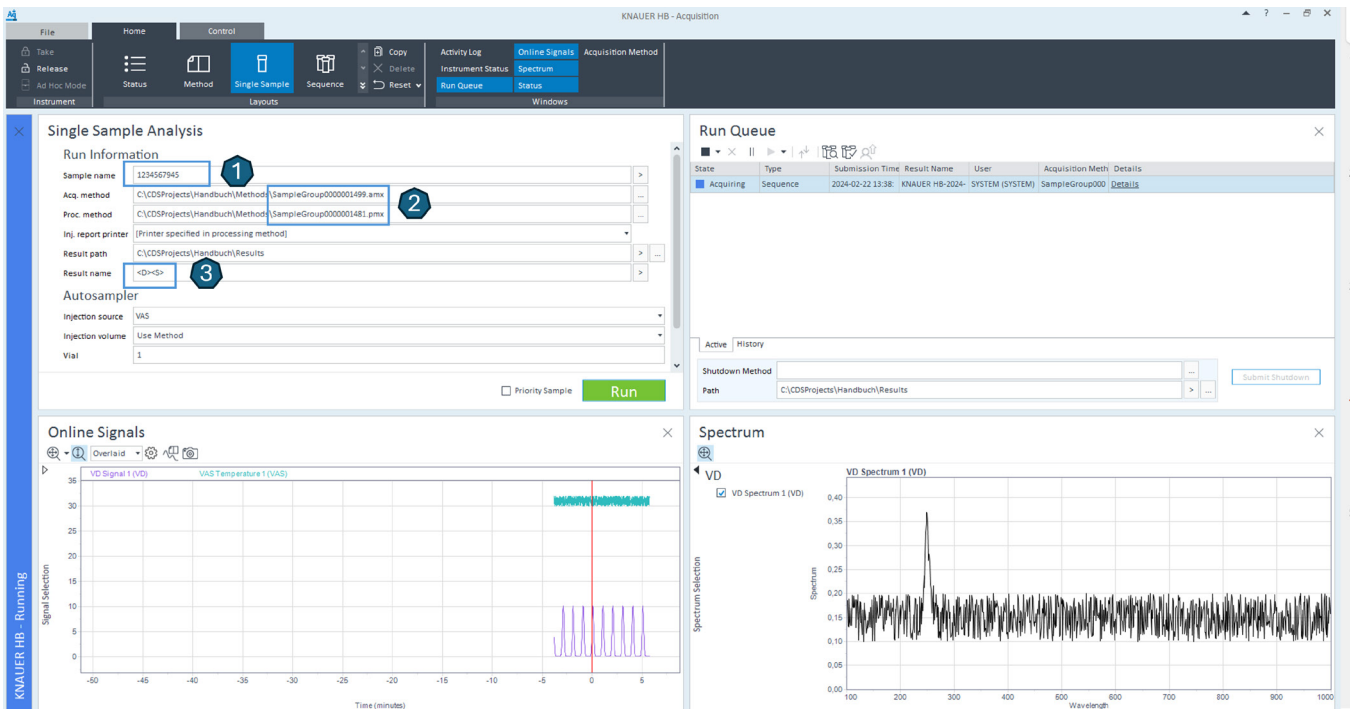 KNAUER HB - Acquisition
File Home Control
Take
Release
Ad Hoc Mode
Instrument
Status Method Single Sample Sequence
Copy
Delete
Reset
Layouts
Activity Log Online Signals Acquisition Method
Instrument Status Spectrum
Run Queue Status
Windows
KNAUER HB - Running
Single Sample Analysis
Run Information
Sample name 1234567945 >
1
Acq. method C:\CDSProjects\Handbuch\Methods\SampleGroup0000001499.amx ...
2
Proc. method C:\CDSProjects\Handbuch\Methods\SampleGroup0000001481.pmx ...
Inj. report printer [Printer specified in processing method]
Result path C:\CDSProjects\Handbuch\Results > ...
Result name <D><S> >
3
Autosampler
Injection source VAS
Injection volume Use Method
Vial 1
Priority Sample Run
Run Queue
State Type Submission Time Result Name User Acquisition Meth Details
Acquiring Sequence 2024-02-22 13:38: KNAUER HB-2024- SYSTEM (SYSTEM) SampleGroup000 Details
Active History
Shutdown Method ...
Path C:\CDSProjects\Handbuch\Results > ...
Submit Shutdown
Online Signals
Overlaid
VD Signal 1 (VD) VAS Temperature 1 (VAS)
Signal Selection
35
30
25
20
15
10
5
0
-50 -45 -40 -35 -30 -25 -20 -15 -10 -5 0 5
Time (minutes)
Spectrum
VD
VD Spectrum 1 (VD)
Spectrum Selection
VD Spectrum 1 (VD)
Spectrum
0,40
0,35
0,30
0,25
0,20
0,15
0,10
0,05
0,00
100 200 300 400 500 600 700 800 900 1000
Wavelength